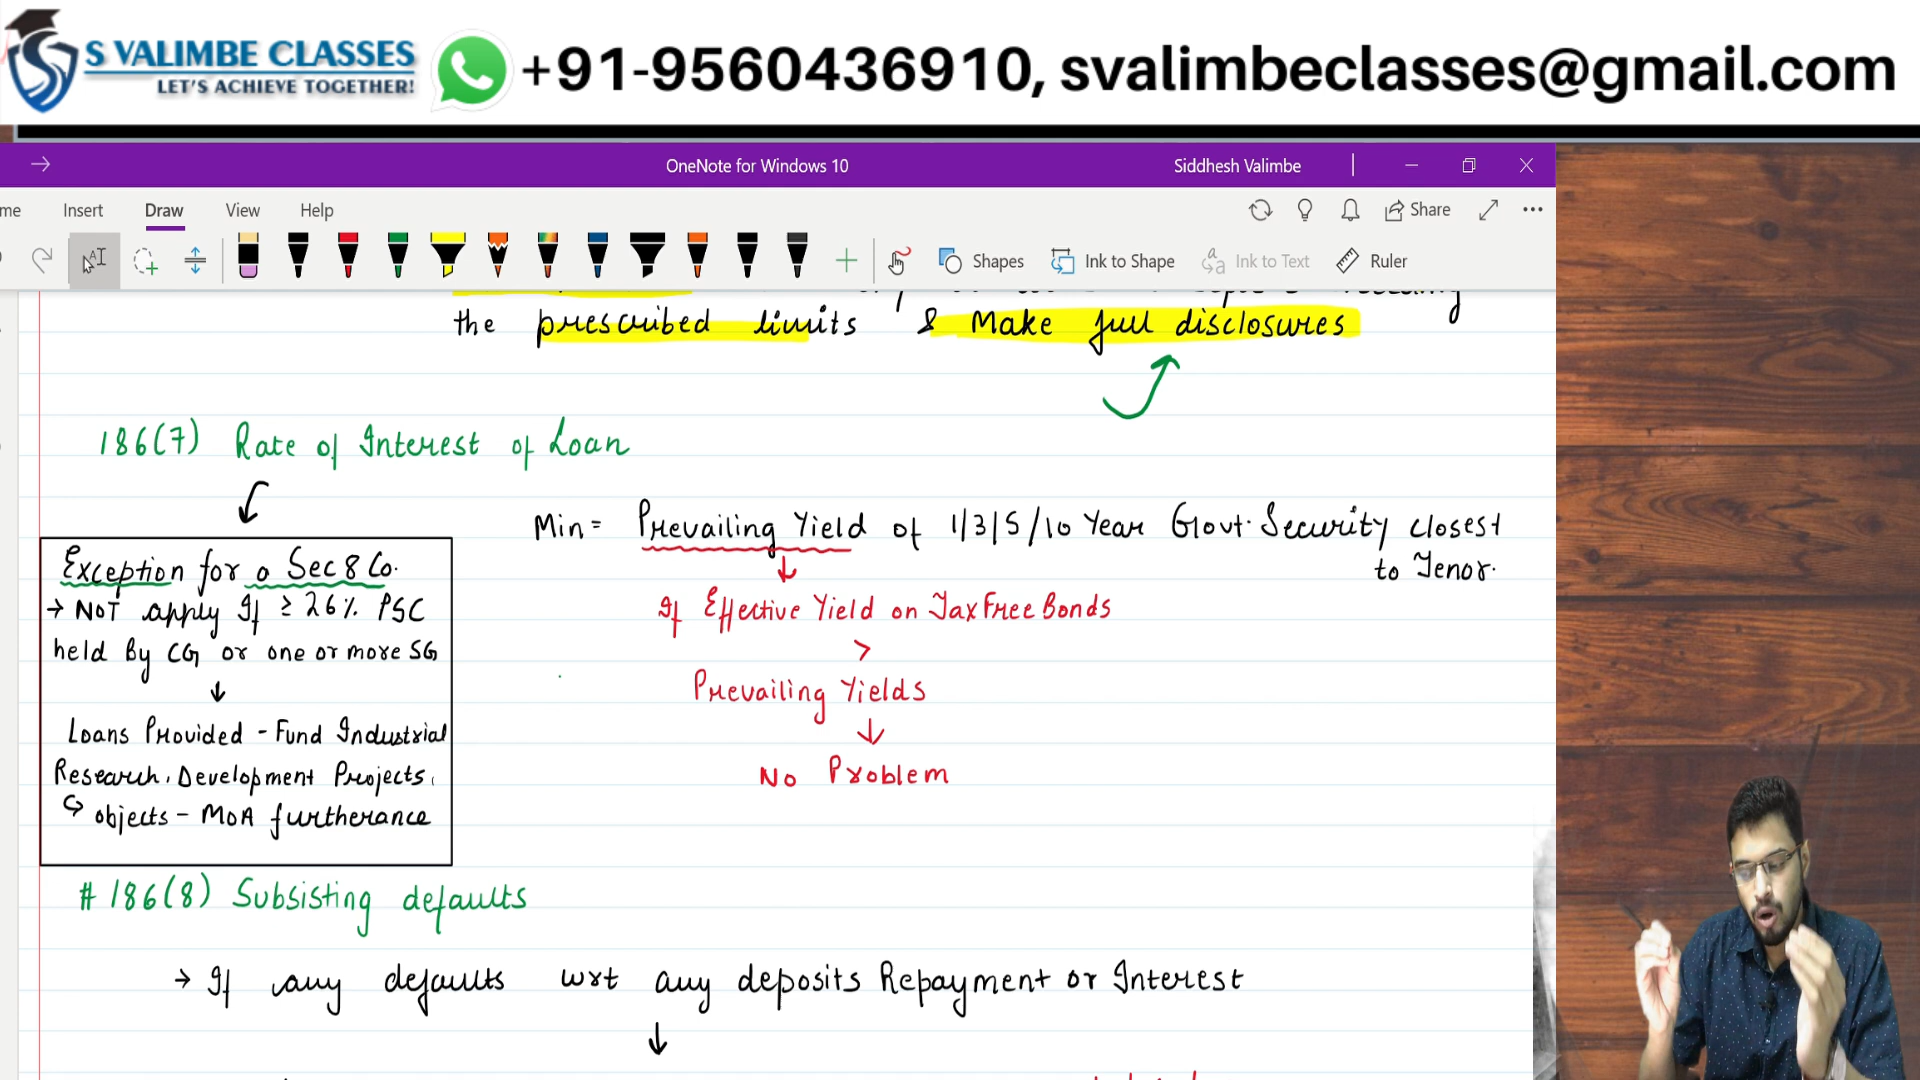 S VALIMBE CLASSES
LET'S ACHIEVE TOGETHER!
+91-9560436910, svalimbeclasses@gmail.com
OneNote for Windows 10
Siddhesh Valimbe
me Insert Draw View Help
Share
Shapes
Ink to Shape
Ink to Text
Ruler
the prescribed limits & Make full disclosures
186(7) Rate of Interest of Loan
Min = Prevailing Yield of 1/3/5/10 Year Govt. Security closest
to Tenor.
If Effective Yield on Tax Free Bonds
>
Prevailing Yields
No Problem
Exception for a Sec 8 Co.
→ NOT apply If ≥ 26% PSC
held By CG or one or more SG
Loans Provided - Fund Industrial
Research, Development Projects,
objects - MOA furtherance
# 186(8) Subsisting defaults
→ If any defaults wrt any deposits Repayment or Interest